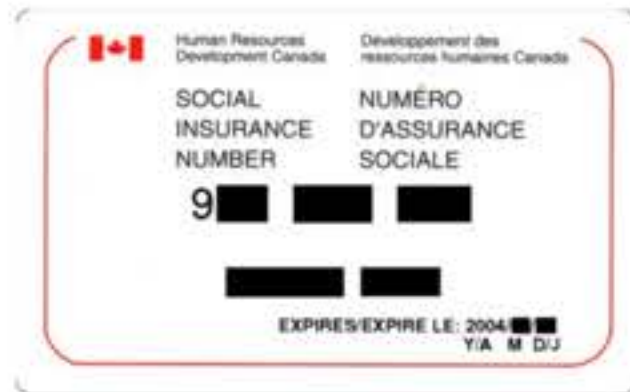 Human Resources Development Canada
Développement des ressources humaines Canada
SOCIAL INSURANCE NUMBER
NUMÉRO D'ASSURANCE SOCIALE
9
EXPIRES/EXPIRE LE: 2004/
Y/A M D/J